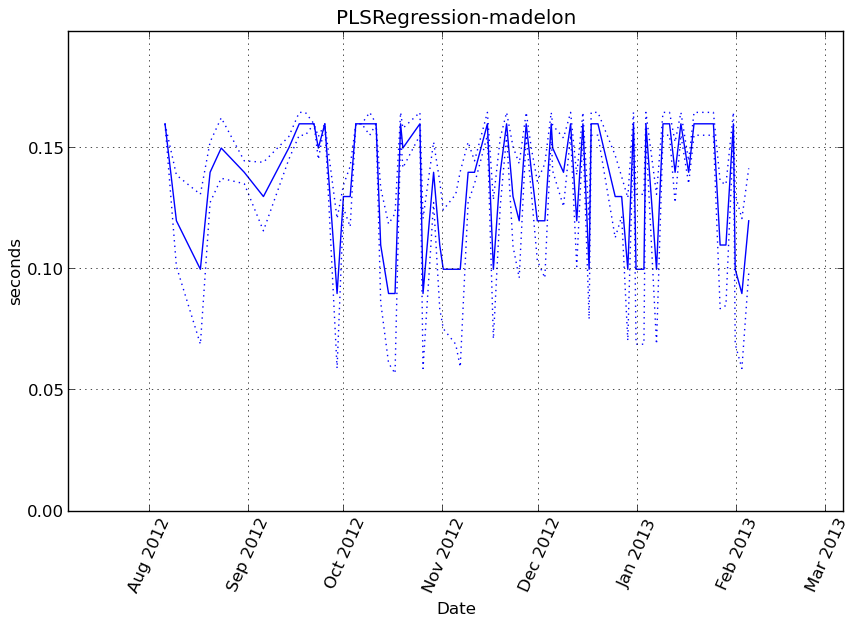 PLSRegression-madelon
seconds
0.15
0.10
0.05
0.00
Aug 2012
Sep 2012
Oct 2012
Nov 2012
Dec 2012
Jan 2013
Feb 2013
Mar 2013
Date